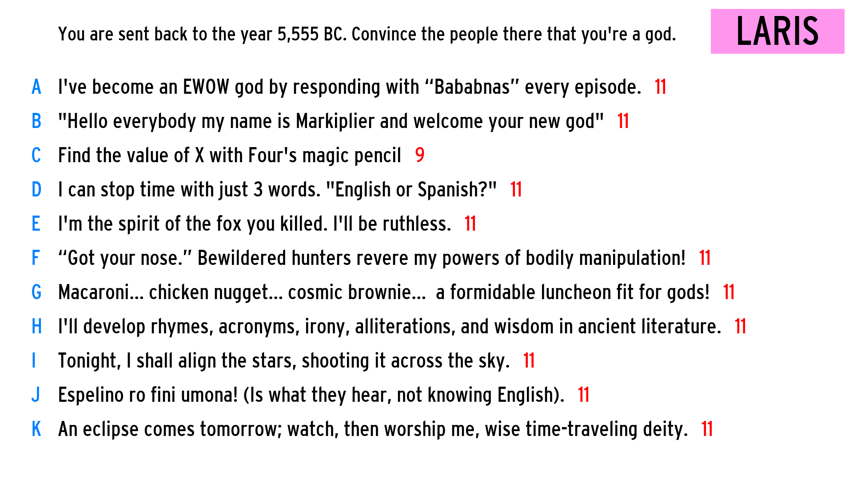 You are sent back to the year 5,555 BC. Convince the people there that you're a god.
LARIS
A I've become an EWOW god by responding with “Bababnas” every episode. 11
B "Hello everybody my name is Markiplier and welcome your new god" 11
C Find the value of X with Four's magic pencil 9
D I can stop time with just 3 words. "English or Spanish?" 11
E I'm the spirit of the fox you killed. I'll be ruthless. 11
F “Got your nose.” Bewildered hunters revere my powers of bodily manipulation! 11
G Macaroni... chicken nugget... cosmic brownie... a formidable luncheon fit for gods! 11
H I'll develop rhymes, acronyms, irony, alliterations, and wisdom in ancient literature. 11
I Tonight, I shall align the stars, shooting it across the sky. 11
J Espelino ro fini umona! (Is what they hear, not knowing English). 11
K An eclipse comes tomorrow; watch, then worship me, wise time-traveling deity. 11